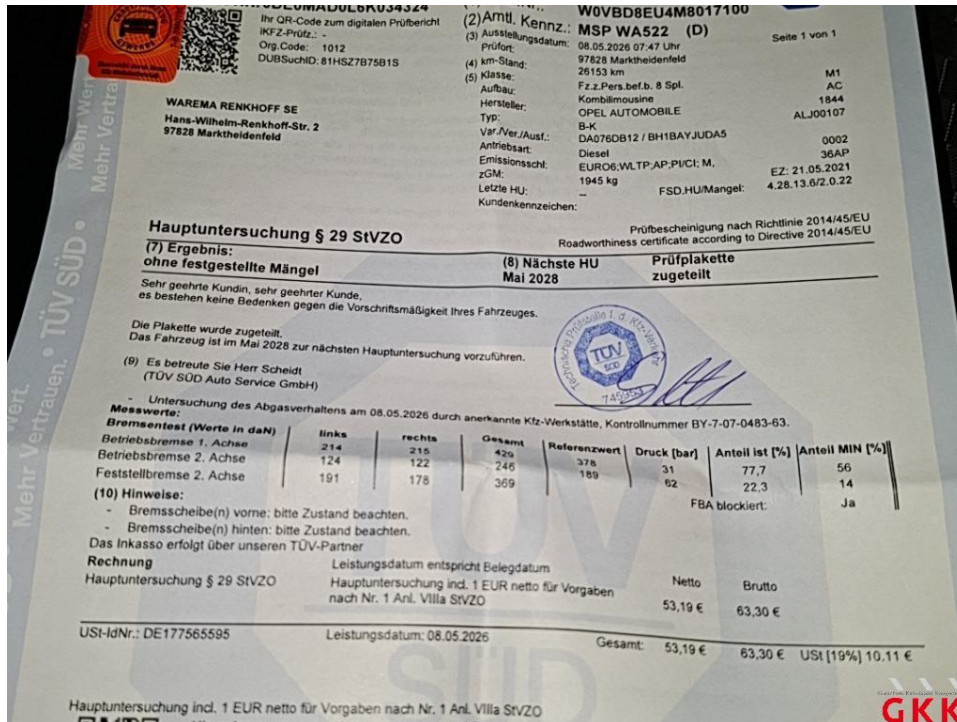 Ihr QR-Code zum digitalen Prüfbericht
IKFZ-Prüfz.: -
Org.Code: 1012
DUBSuchID: 81HSZ7B75B1S
W0VBD8EU4M8017100
(2) Amtl. Kennz.: MSP WA522 (D)
Seite 1 von 1
(3) Ausstellungsdatum: 08.05.2026 07:47 Uhr
Prüfort: 97828 Marktheidenfeld
(4) km-Stand: 26153 km
(5) Klasse: Fz.z.Pers.bef.b. 8 Spl. M1
Aufbau: Kombilimousine AC
Hersteller: OPEL AUTOMOBILE 1844
Typ: B-K ALJ00107
Var./Ver./Ausf.: DA076DB12 / BH1BAYJUDA5
Antriebsart: Diesel 0002
Emissionsschl: EURO6;WLTP;AP;PI/CI; M, 36AP
zGM: 1945 kg EZ: 21.05.2021
Letzte HU: – FSD.HU/Mangel: 4.28.13.6/2.0.22
Kundenkennzeichen:
WAREMA RENKHOFF SE
Hans-Wilhelm-Renkhoff-Str. 2
97828 Marktheidenfeld
Hauptuntersuchung § 29 StVZO
Prüfbescheinigung nach Richtlinie 2014/45/EU
Roadworthiness certificate according to Directive 2014/45/EU
(7) Ergebnis:
ohne festgestellte Mängel
(8) Nächste HU
Mai 2028
Prüfplakette
zugeteilt
Sehr geehrte Kundin, sehr geehrter Kunde,
es bestehen keine Bedenken gegen die Vorschriftsmäßigkeit Ihres Fahrzeuges.
Die Plakette wurde zugeteilt.
Das Fahrzeug ist im Mai 2028 zur nächsten Hauptuntersuchung vorzuführen.
(9) Es betreute Sie Herr Scheidt
(TÜV SÜD Auto Service GmbH)
Technische Prüfstelle f. d. Kfz-Verkehr
TÜV
SÜD
- Untersuchung des Abgasverhaltens am 08.05.2026 durch anerkannte Kfz-Werkstätte, Kontrollnummer BY-7-07-0483-63.
Messwerte:
Bremsentest (Werte in daN) links rechts Gesamt Referenzwert Druck [bar] Anteil ist [%] Anteil MIN [%]
Betriebsbremse 1. Achse 214 215 429 378 31 77,7 56
Betriebsbremse 2. Achse 124 122 246 189 62 22,3 14
Feststellbremse 2. Achse 191 178 369 FBA blockiert: Ja
(10) Hinweise:
- Bremsscheibe(n) vorne: bitte Zustand beachten.
- Bremsscheibe(n) hinten: bitte Zustand beachten.
Das Inkasso erfolgt über unseren TÜV-Partner
Rechnung Leistungsdatum entspricht Belegdatum
Hauptuntersuchung § 29 StVZO Hauptuntersuchung incl. 1 EUR netto für Vorgaben Netto Brutto
nach Nr. 1 Anl. VIIIa StVZO 53,19 € 63,30 €
USt-IdNr.: DE177565595 Leistungsdatum: 08.05.2026 Gesamt: 53,19 € 63,30 € USt [19%] 10,11 €
Hauptuntersuchung incl. 1 EUR netto für Vorgaben nach Nr. 1 Anl. VIIIa StVZO
Mehr Wert.
Mehr Vertrauen.
TÜV SÜD
GKK